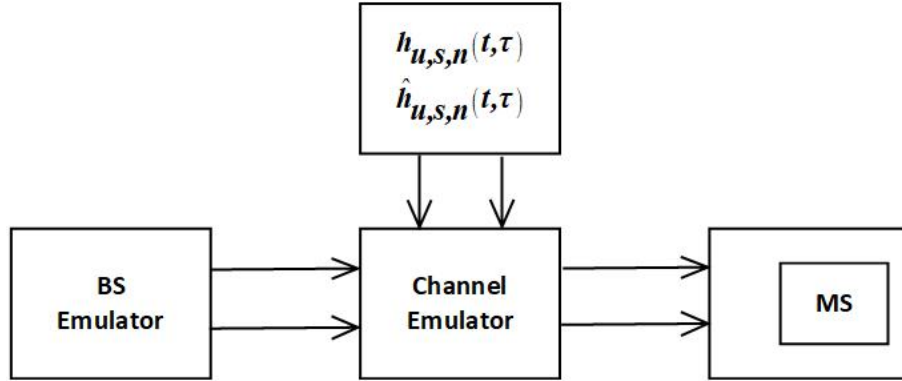 h_{u,s,n}(t,τ)
ĥ_{u,s,n}(t,τ)
BS
Emulator
Channel
Emulator
MS